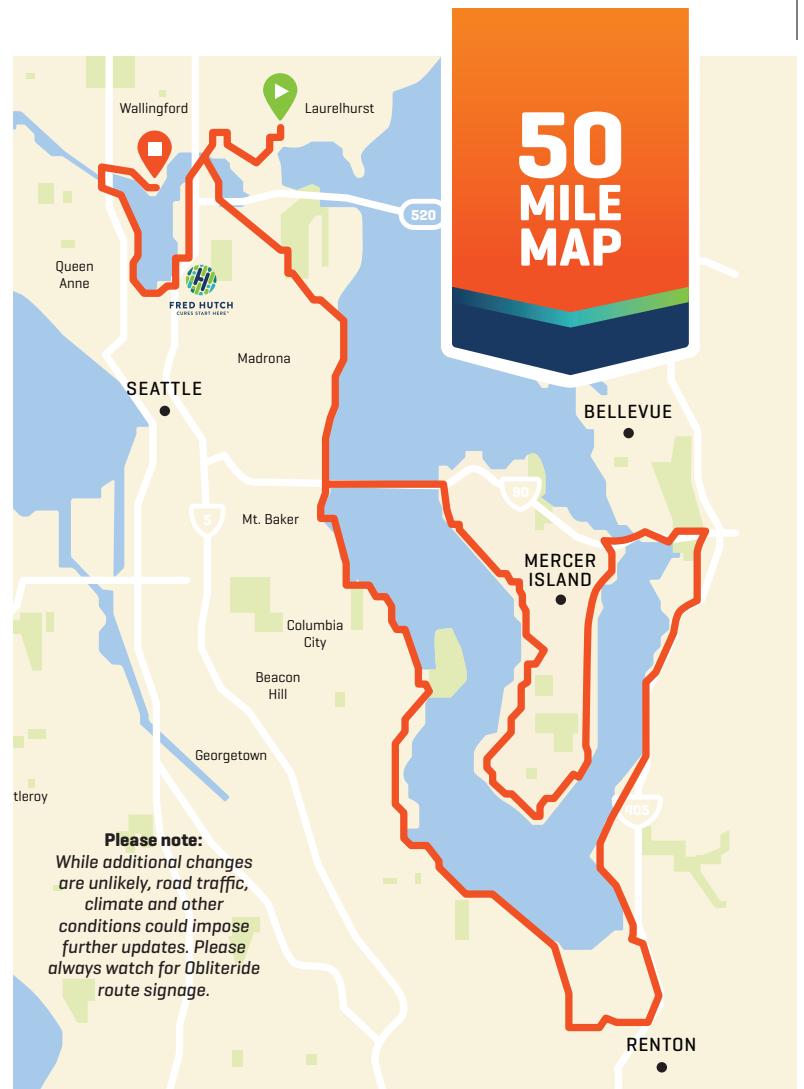 50
MILE
MAP
Wallingford
Laurelhurst
520
Queen
Anne
FRED HUTCH
CURES START HERE®
Madrona
SEATTLE
BELLEVUE
90
5
Mt. Baker
MERCER
ISLAND
Columbia
City
Beacon
Hill
Georgetown
tleroy
405
Please note:
While additional changes
are unlikely, road traffic,
climate and other
conditions could impose
further updates. Please
always watch for Obliteride
route signage.
RENTON